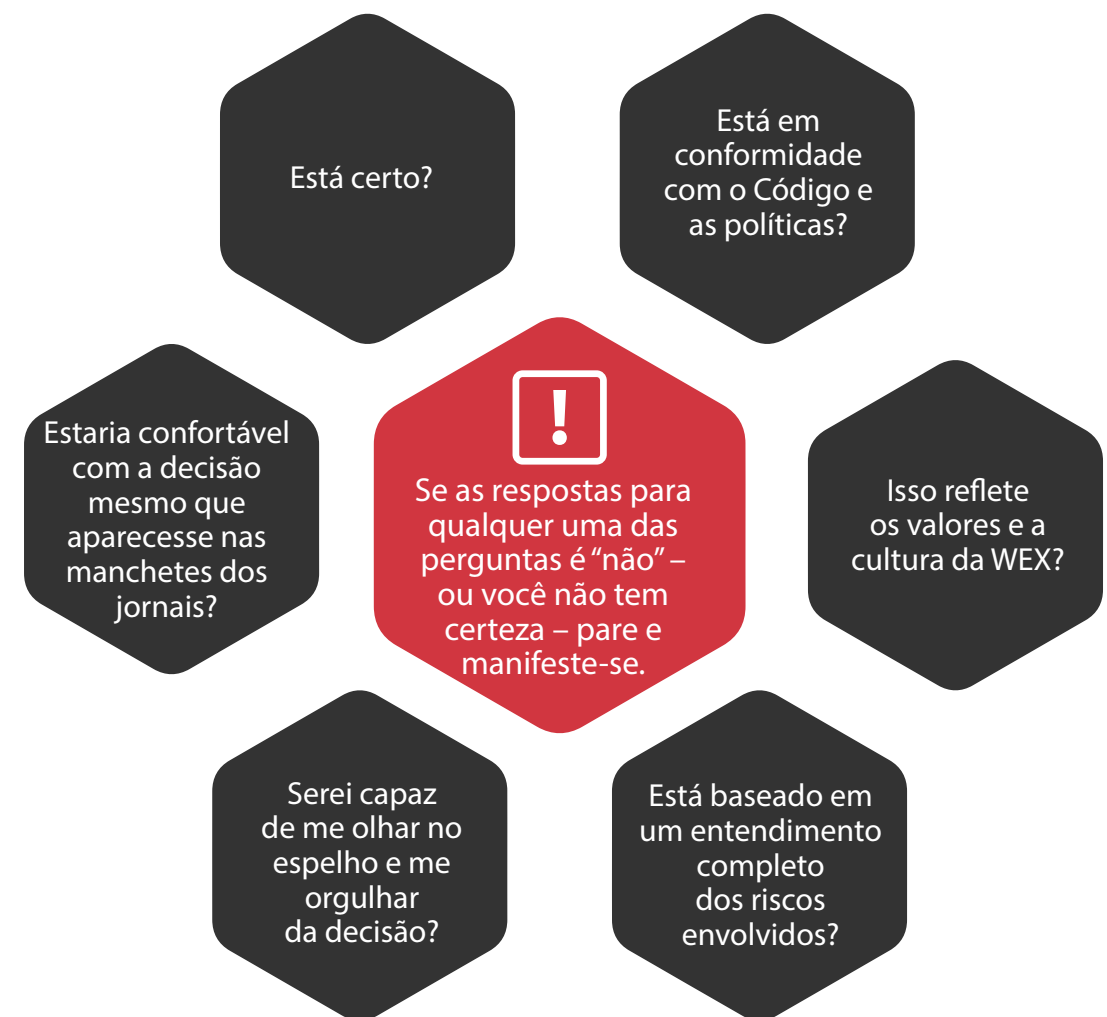 Está certo?
Está em
conformidade
com o Código e
as políticas?
Estaria confortável
com a decisão
mesmo que
aparecesse nas
manchetes dos
jornais?
!
Se as respostas para
qualquer uma das
perguntas é “não” –
ou você não tem
certeza – pare e
manifeste-se.
Isso reflete
os valores e a
cultura da WEX?
Serei capaz
de me olhar no
espelho e me
orgulhar
da decisão?
Está baseado em
um entendimento
completo
dos riscos
envolvidos?